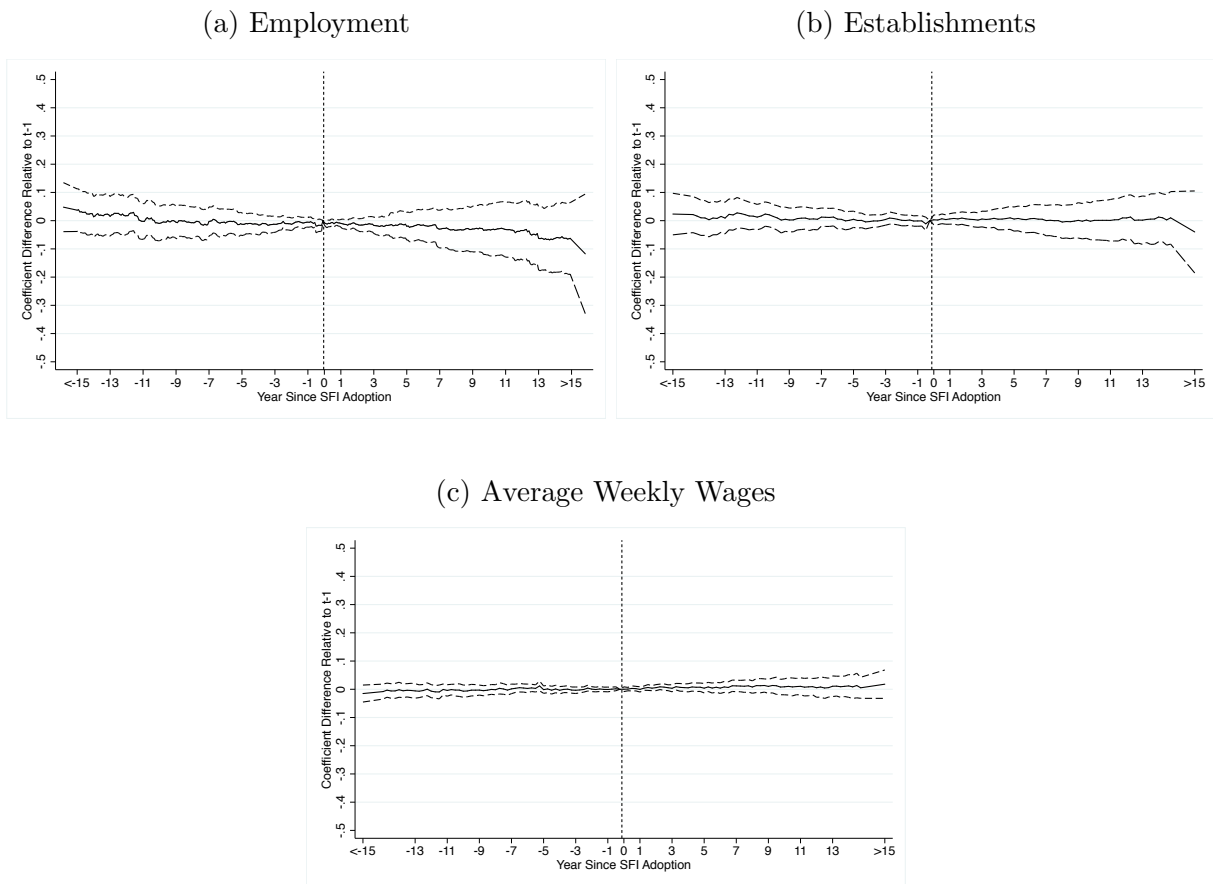 (a) Employment
.5
.4
.3
.2
.1
0
-.1
-.2
-.3
-.4
-.5
Coefficient Difference Relative to t-1
<-15 -13 -11 -9 -7 -5 -3 -1 0 1 3 5 7 9 11 13 >15
Year Since SFI Adoption
(b) Establishments
.5
.4
.3
.2
.1
0
-.1
-.2
-.3
-.4
-.5
Coefficient Difference Relative to t-1
<-15 -13 -11 -9 -7 -5 -3 -1 0 1 3 5 7 9 11 13 >15
Year Since SFI Adoption
(c) Average Weekly Wages
.5
.4
.3
.2
.1
0
-.1
-.2
-.3
-.4
-.5
Coefficient Difference Relative to t-1
<-15 -13 -11 -9 -7 -5 -3 -1 0 1 3 5 7 9 11 13 >15
Year Since SFI Adoption